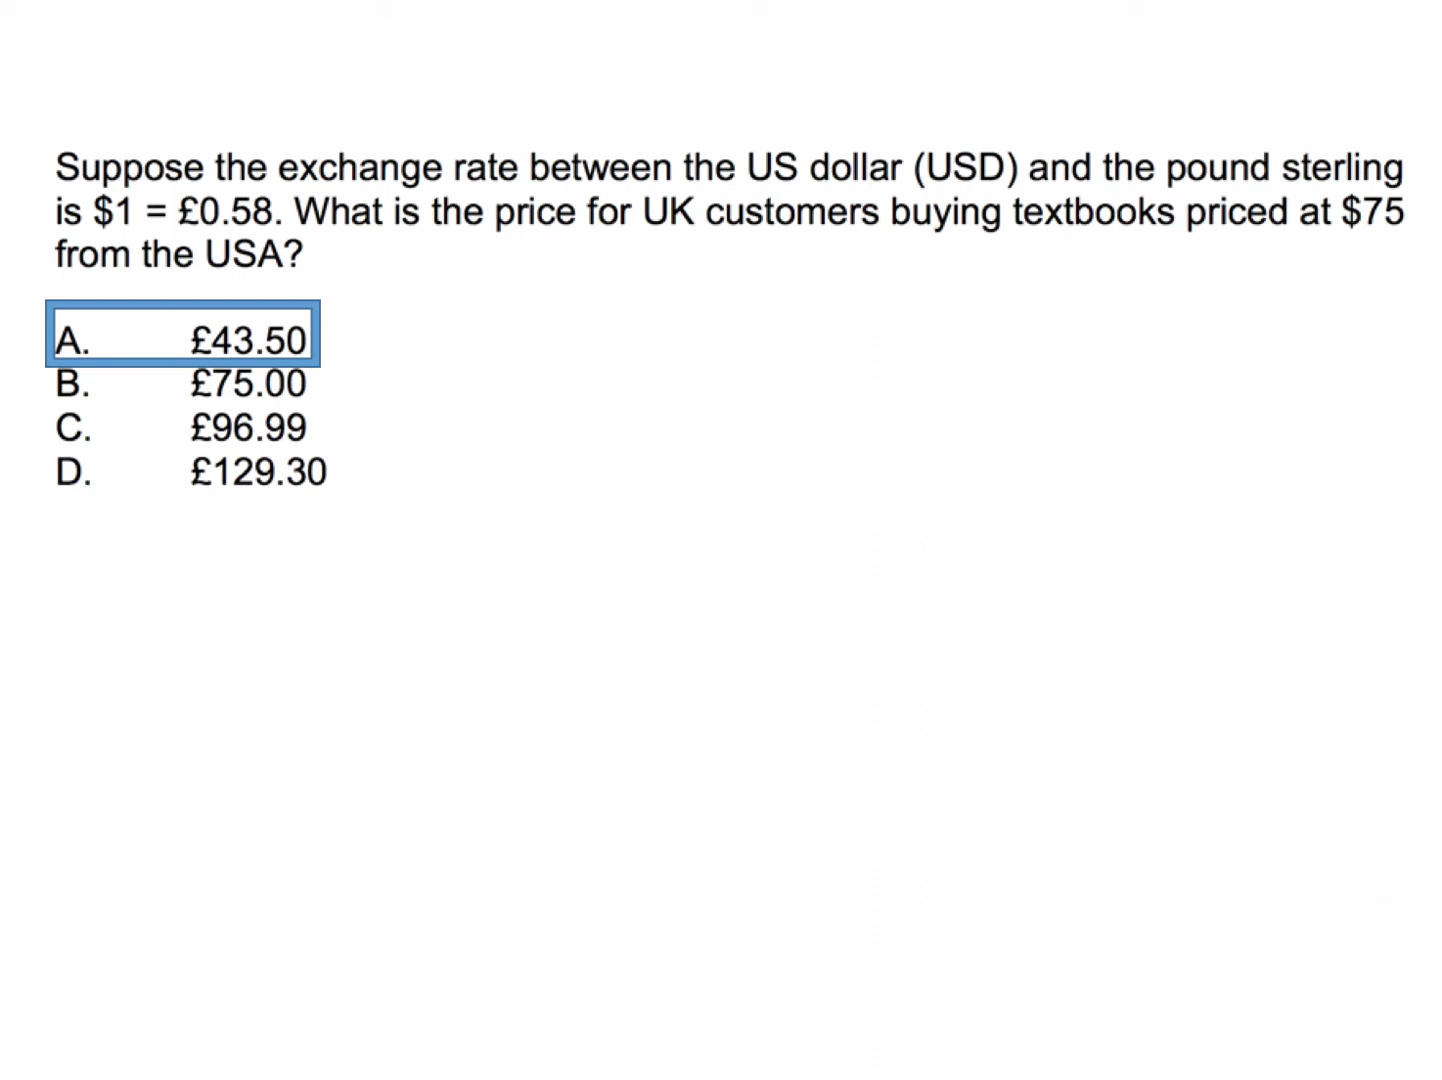 Suppose the exchange rate between the US dollar (USD) and the pound sterling
is $1 = £0.58. What is the price for UK customers buying textbooks priced at $75
from the USA?
A. £43.50
B. £75.00
C. £96.99
D. £129.30